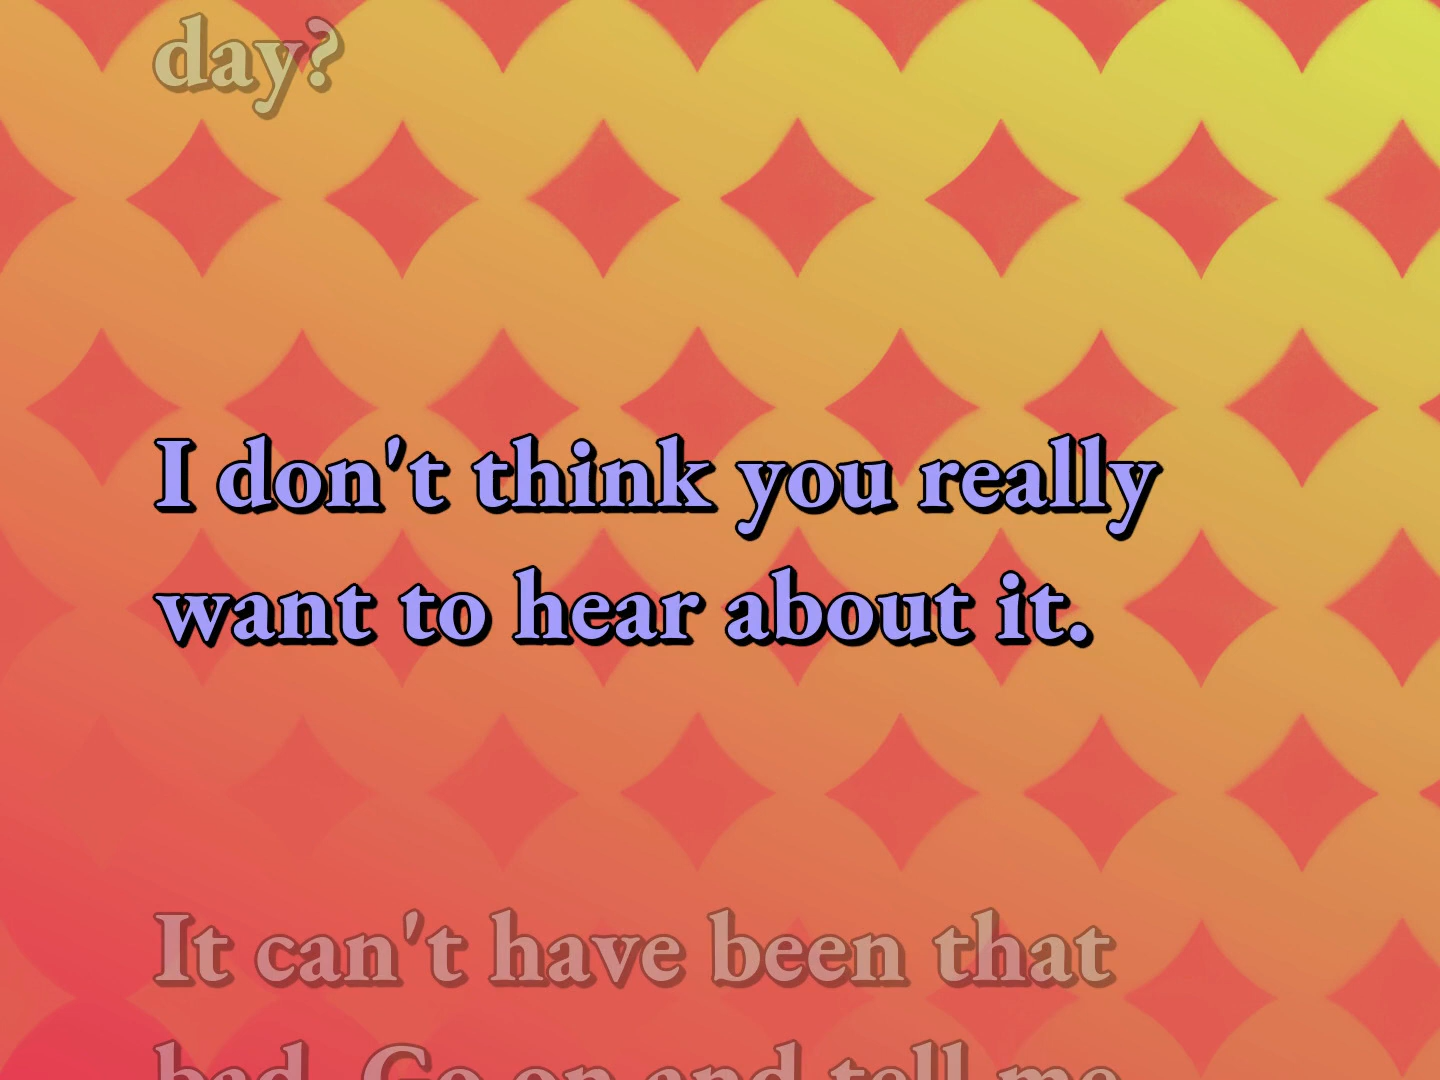 day?
I don't think you really
want to hear about it.
It can't have been that
bad. Go on and tell me